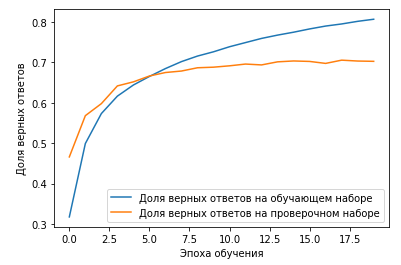 0.8
0.7
0.6
0.5
0.4
0.3
Доля верных ответов
Доля верных ответов на обучающем наборе
Доля верных ответов на проверочном наборе
0.0 2.5 5.0 7.5 10.0 12.5 15.0 17.5
Эпоха обучения